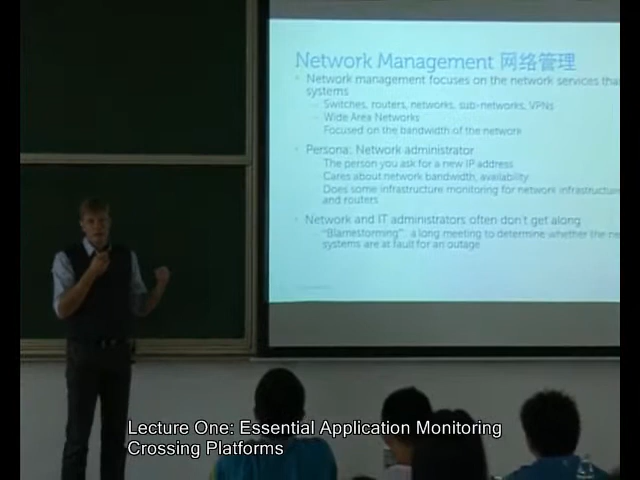 Network Management 网络管理
Network management focuses on the network services tha
systems
Switches, routers, networks, sub-networks, VPNs
Wide Area Networks
Focused on the bandwidth of the network
Persona: Network administrator
The person you ask for a new IP address
Cares about network bandwidth, availability
Does some infrastructure monitoring for network infrastructur
and routers
Network and IT administrators often don't get along
"Blamestorming": a long meeting to determine whether the ne
systems are at fault for an outage
Lecture One: Essential Application Monitoring
Crossing Platforms